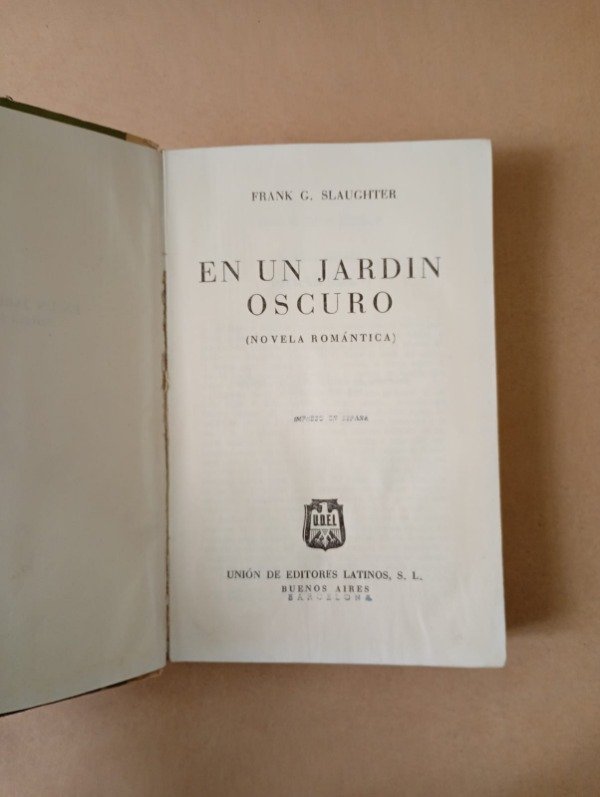 FRANK G. SLAUGHTER
EN UN JARDIN
OSCURO
(NOVELA ROMÁNTICA)
IMPRESO EN ESPAÑA
U.D.E.L.
UNIÓN DE EDITORES LATINOS, S. L.
BUENOS AIRES
BARCELONA